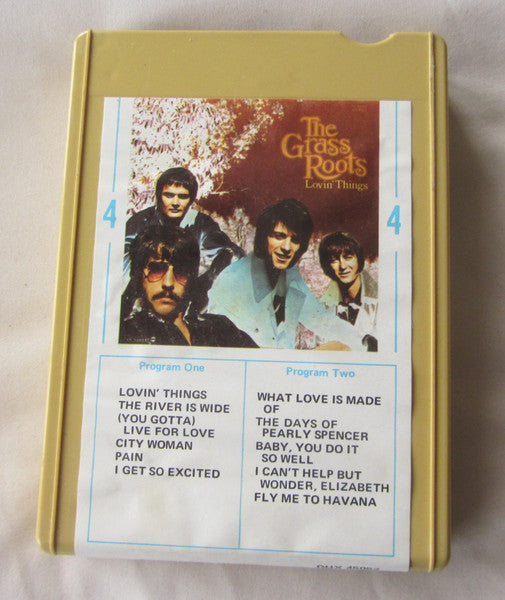 The
Grass
Roots
Lovin' Things
4
4
Program One
LOVIN' THINGS
THE RIVER IS WIDE
(YOU GOTTA)
LIVE FOR LOVE
CITY WOMAN
PAIN
I GET SO EXCITED
Program Two
WHAT LOVE IS MADE
OF
THE DAYS OF
PEARLY SPENCER
BABY, YOU DO IT
SO WELL
I CAN'T HELP BUT
WONDER, ELIZABETH
FLY ME TO HAVANA